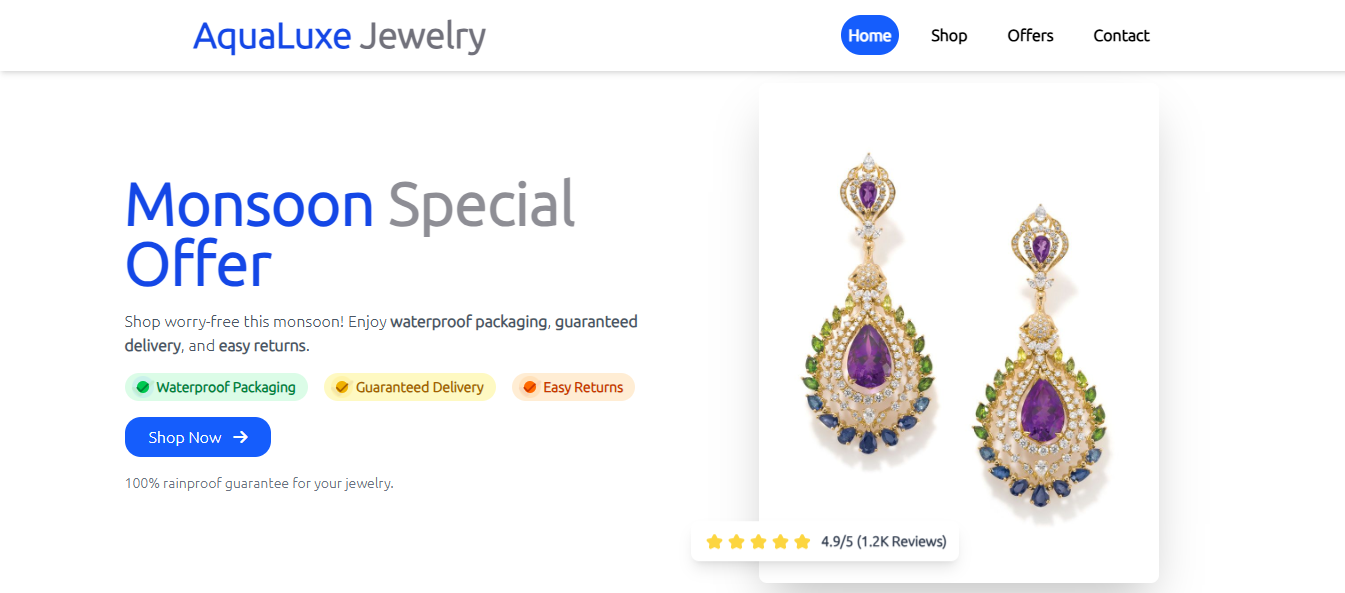 AquaLuxe Jewelry
Home Shop Offers Contact
Monsoon Special
Offer
Shop worry-free this monsoon! Enjoy waterproof packaging, guaranteed
delivery, and easy returns.
Waterproof Packaging Guaranteed Delivery Easy Returns
Shop Now
100% rainproof guarantee for your jewelry.
4.9/5 (1.2K Reviews)